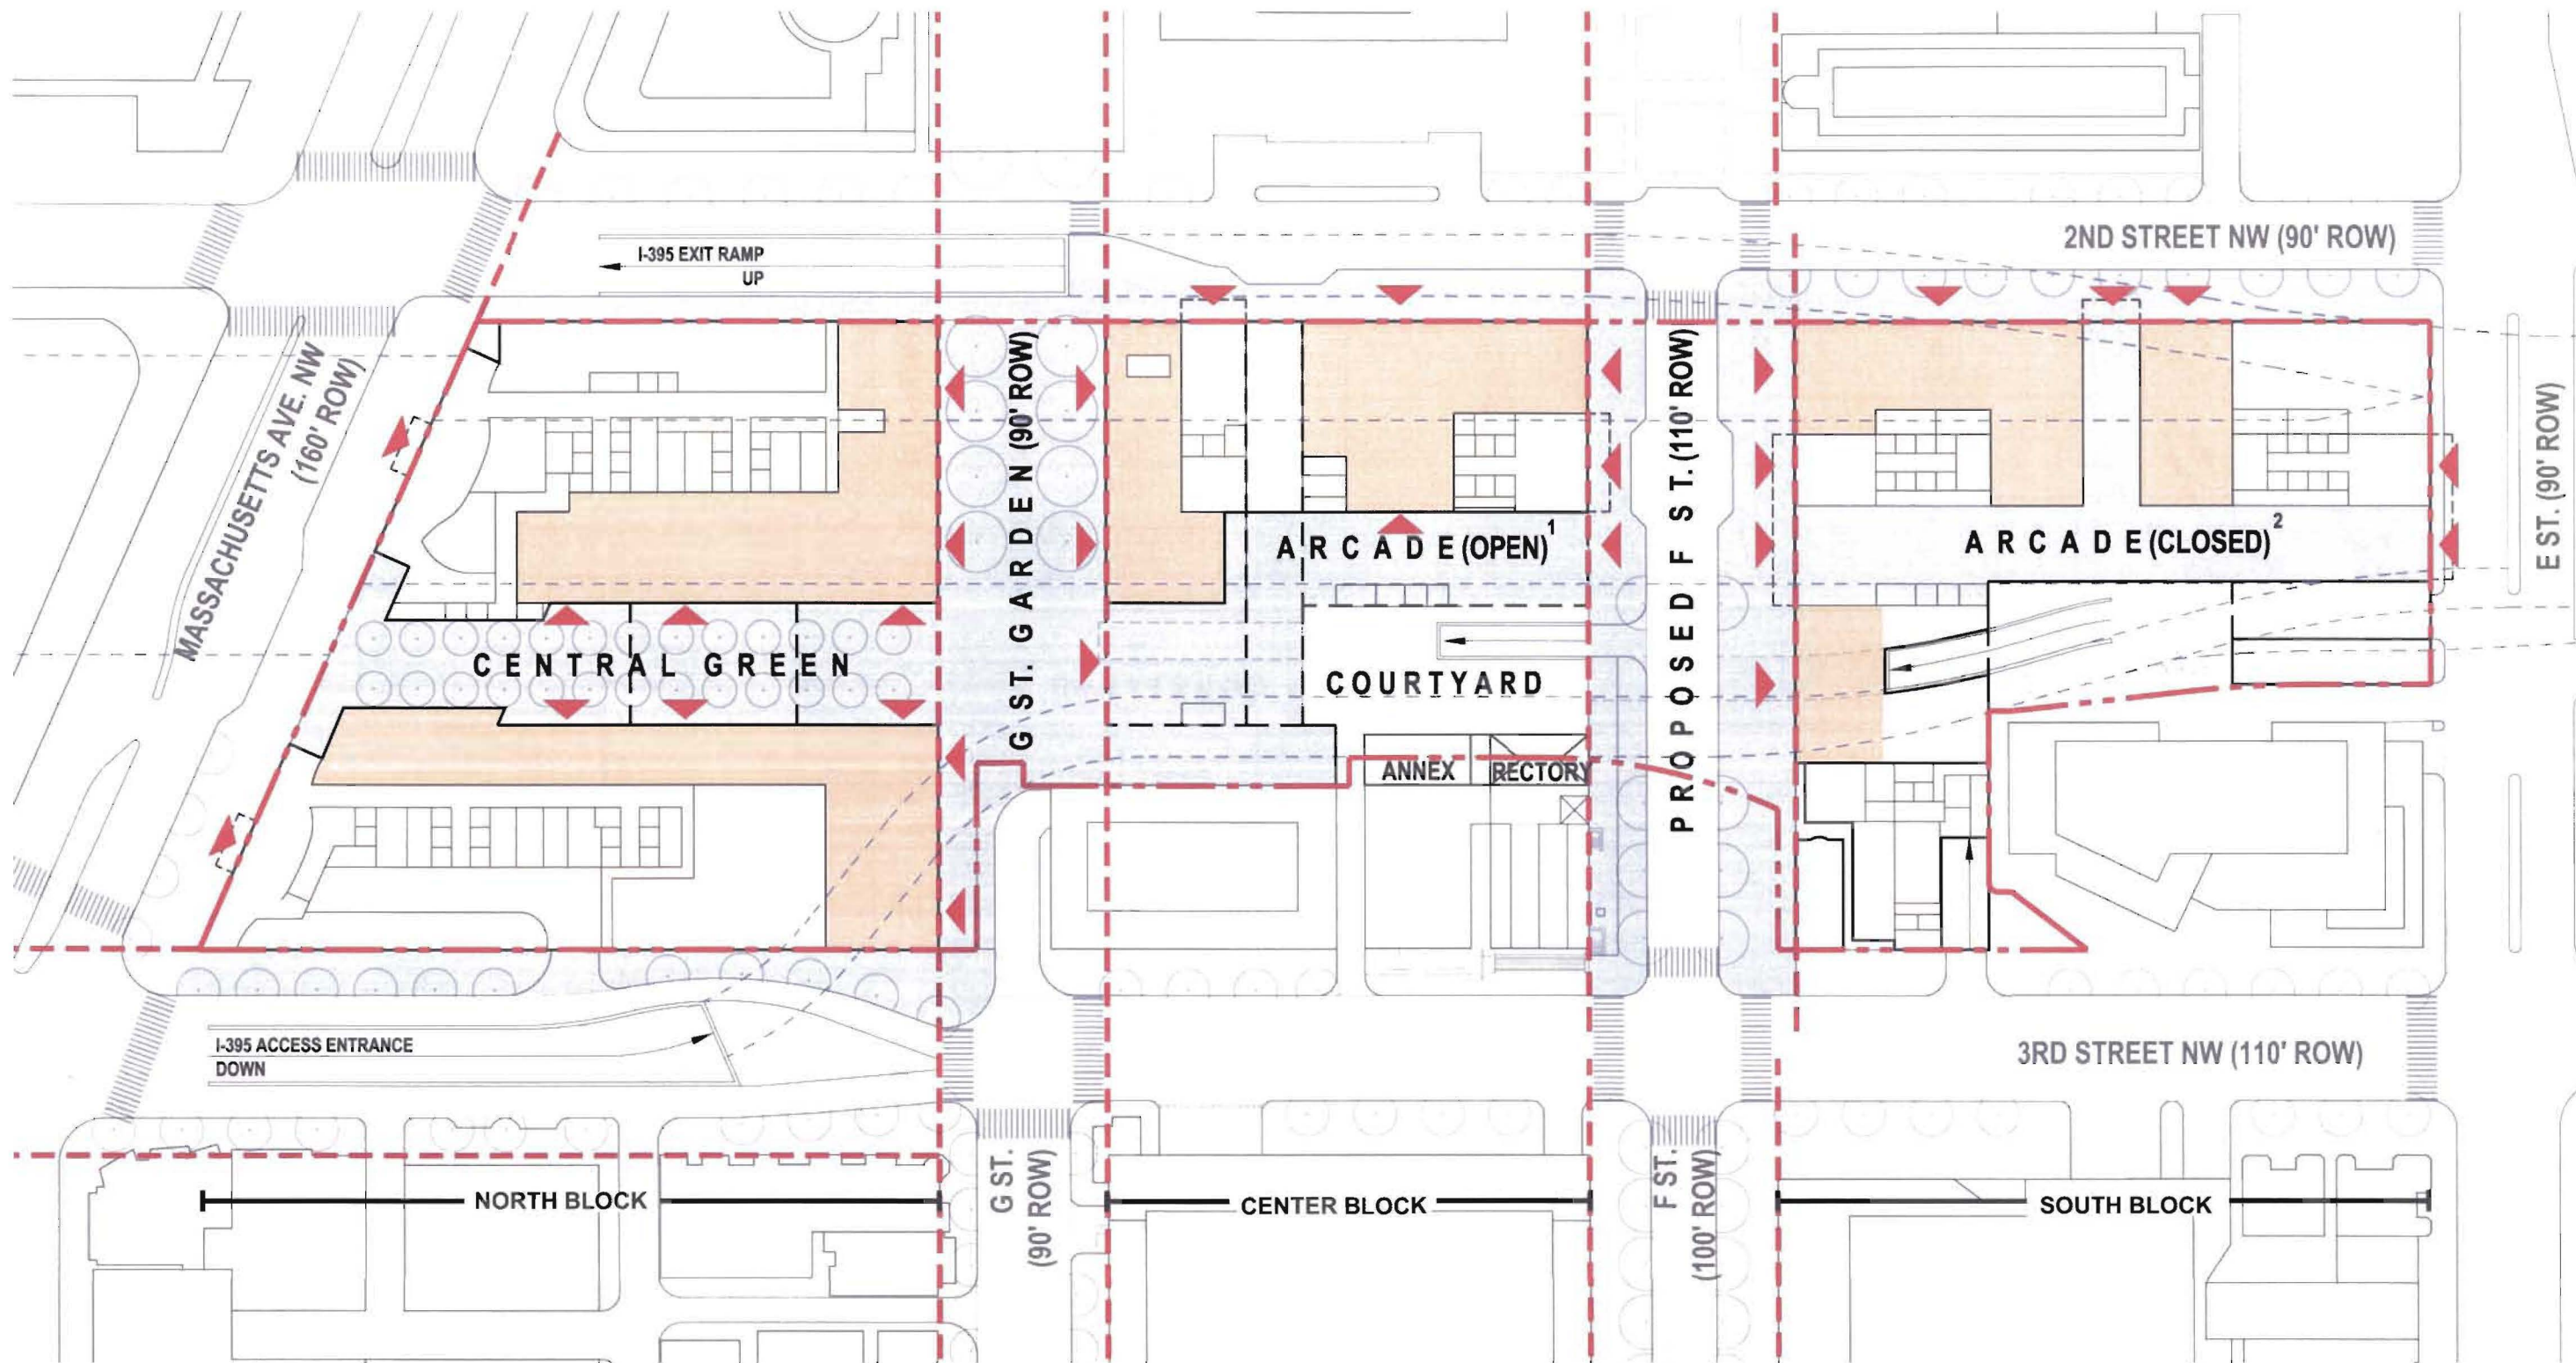 I-395 EXIT RAMP
UP
2ND STREET NW (90' ROW)
MASSACHUSETTS AVE. NW
(160' ROW)
G ST. GARDEN (90' ROW)
PROPOSED F ST. (110' ROW)
E ST. (90' ROW)
ARCADE (OPEN)1
ARCADE (CLOSED)2
CENTRAL GREEN
COURTYARD
ANNEX
RECTORY
I-395 ACCESS ENTRANCE
DOWN
3RD STREET NW (110' ROW)
G ST.
(90' ROW)
F ST.
(100' ROW)
NORTH BLOCK
CENTER BLOCK
SOUTH BLOCK